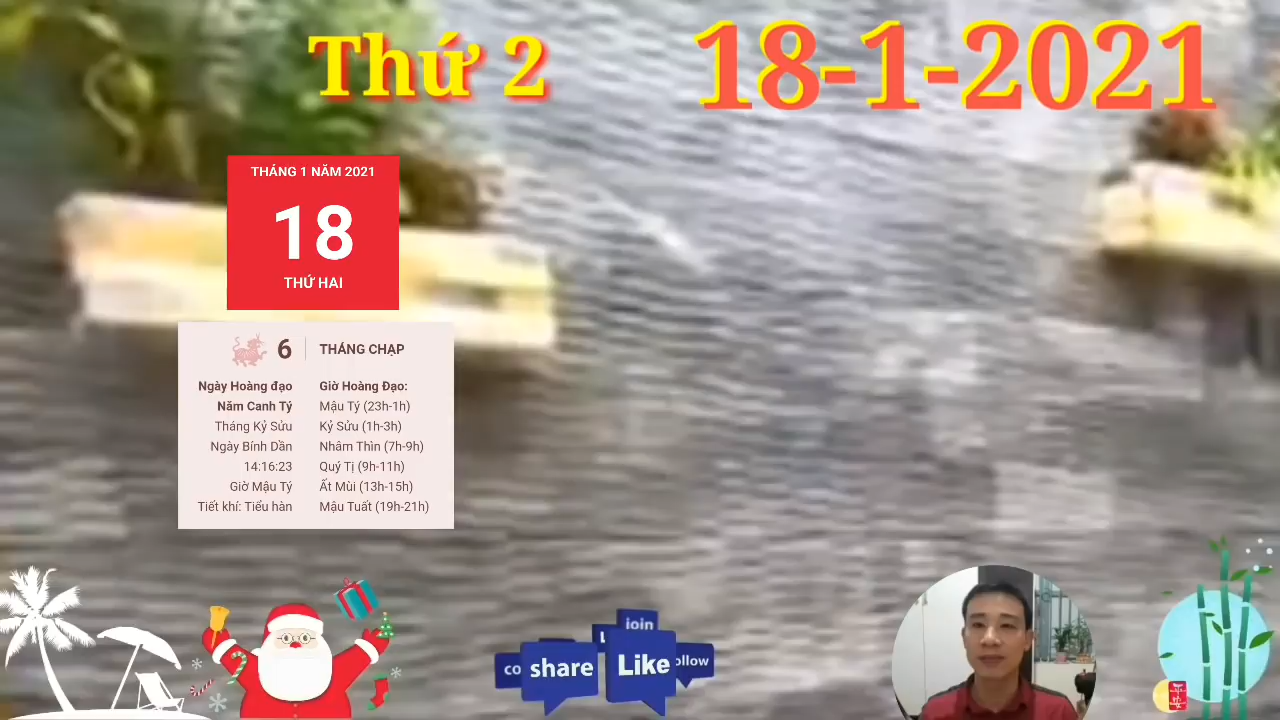 Thứ 2
18-1-2021
THÁNG 1 NĂM 2021
18
THỨ HAI
6
THÁNG CHẠP
Ngày Hoàng đạo
Năm Canh Tý
Tháng Kỷ Sửu
Ngày Bính Dần
14:16:23
Giờ Mậu Tý
Tiết khí: Tiểu hàn
Giờ Hoàng Đạo:
Mậu Tý (23h-1h)
Kỷ Sửu (1h-3h)
Nhâm Thìn (7h-9h)
Quý Tị (9h-11h)
Ất Mùi (13h-15h)
Mậu Tuất (19h-21h)
join
co share Like ollow